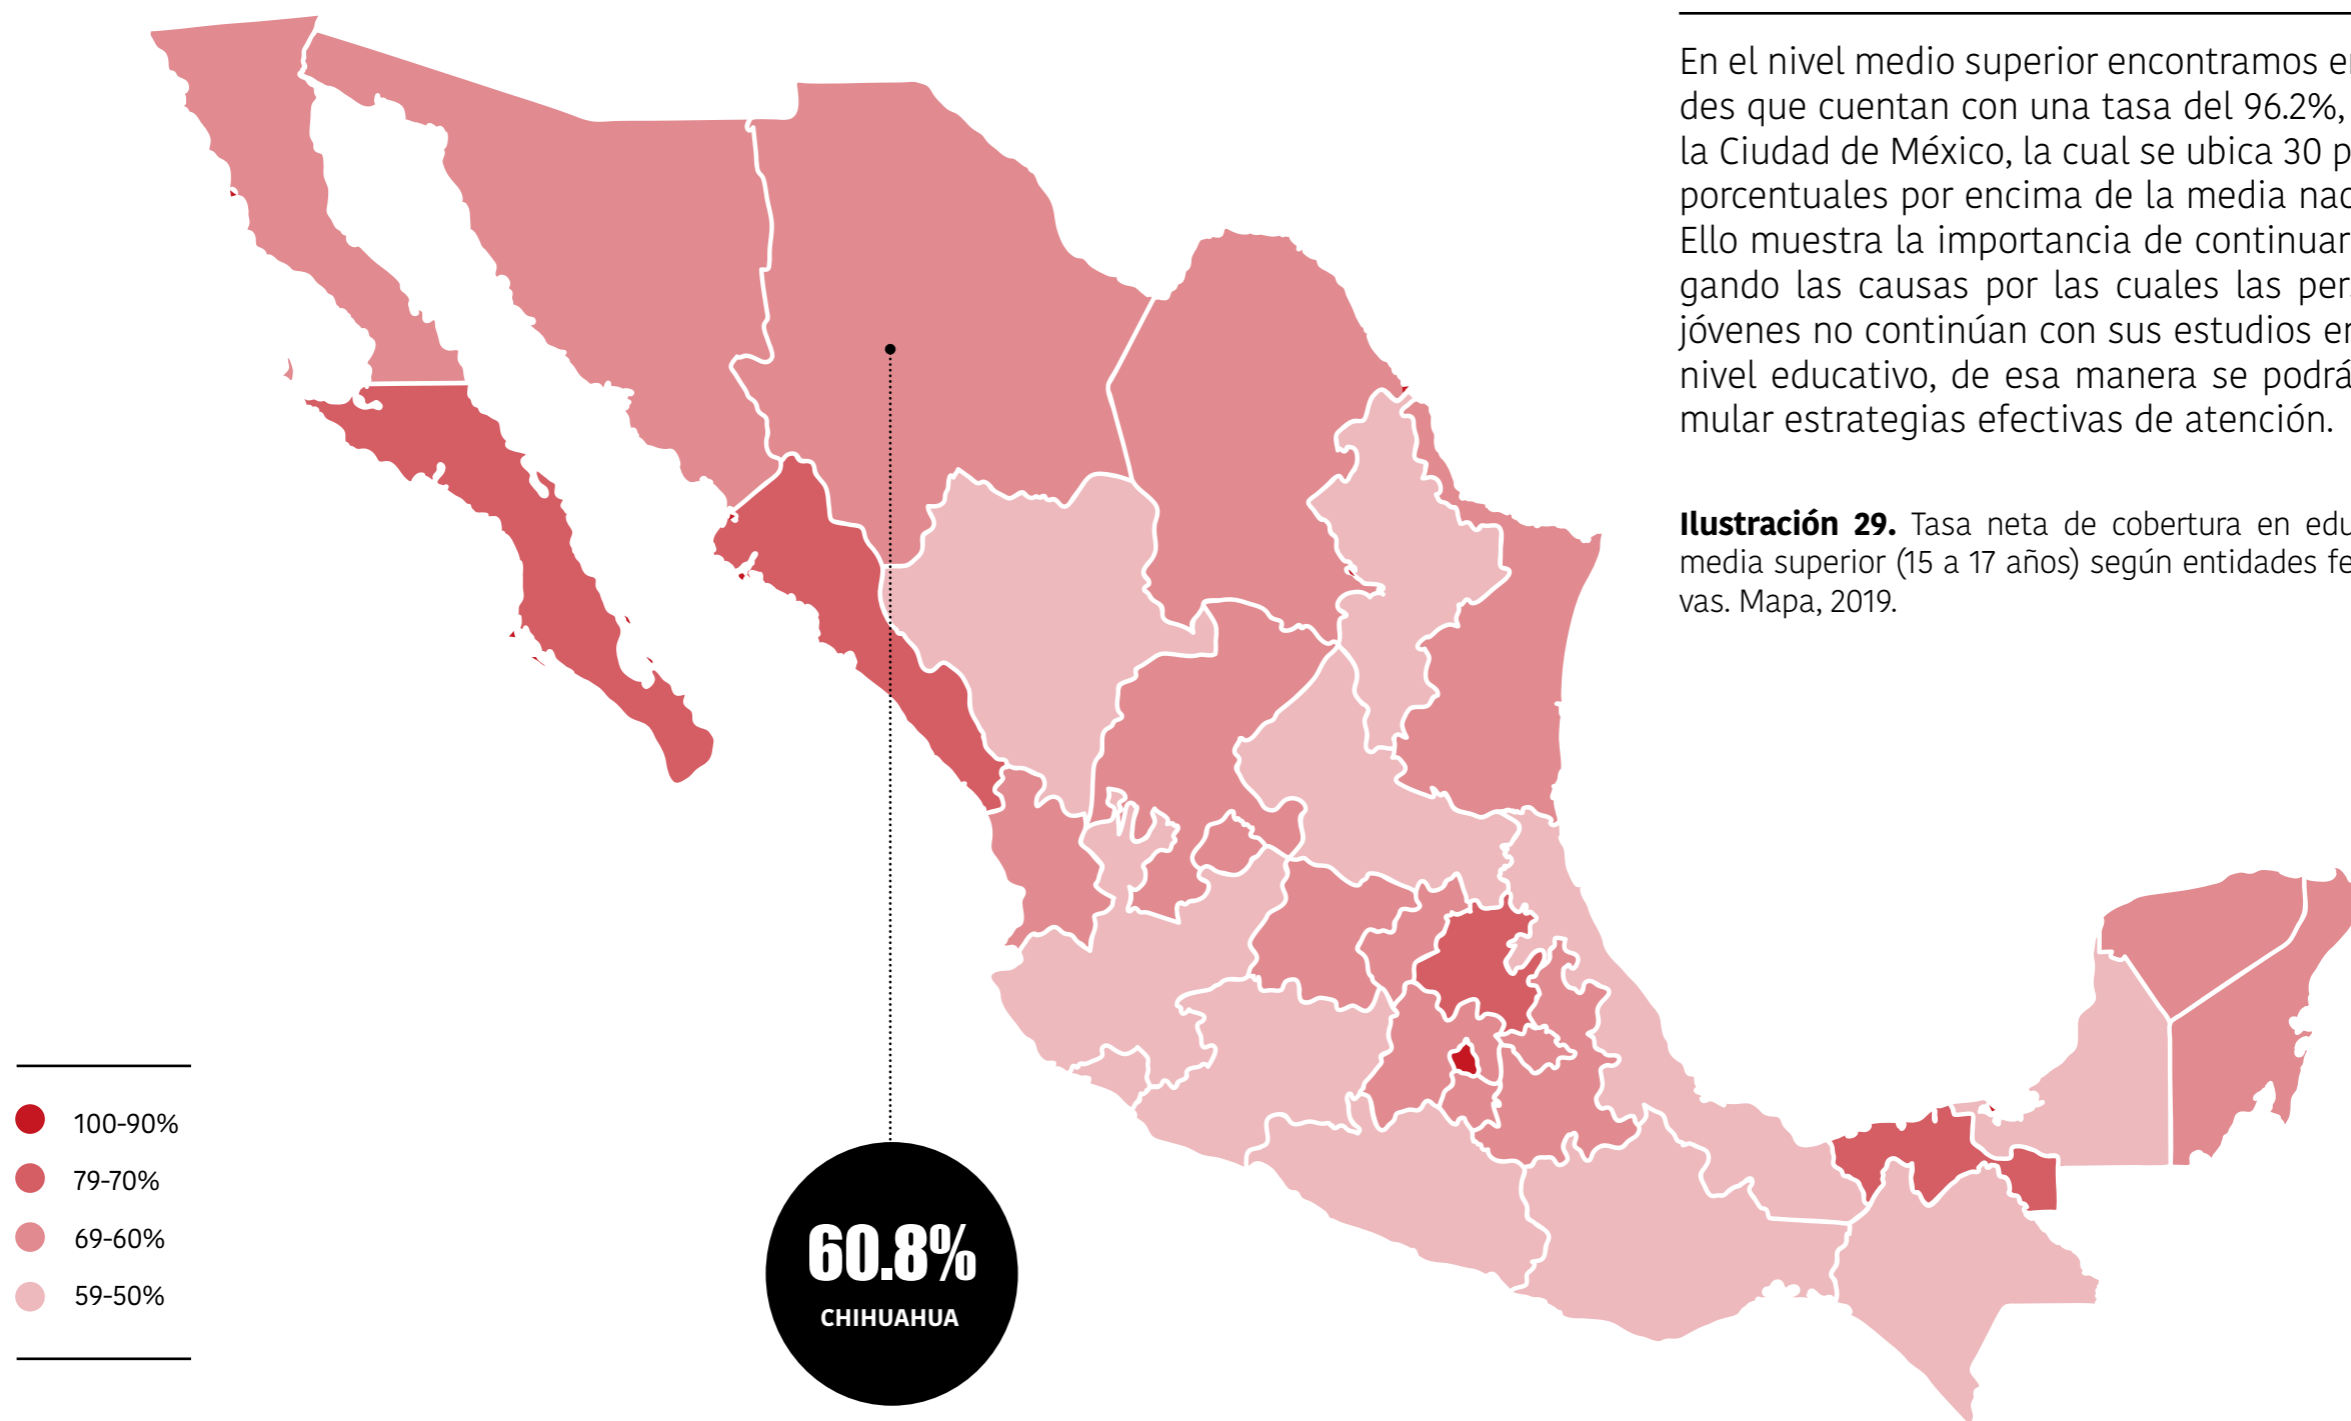 En el nivel medio superior encontramos
des que cuentan con una tasa del 96.2%,
la Ciudad de México, la cual se ubica 30
porcentuales por encima de la media
Ello muestra la importancia de continuar
gando las causas por las cuales las
jóvenes no continúan con sus estudios
nivel educativo, de esa manera se podrá
mular estrategias efectivas de atención.
Ilustración 29. Tasa neta de cobertura en
media superior (15 a 17 años) según entidades
vas. Mapa, 2019.
100-90%
79-70%
69-60%
59-50%
60.8%
CHIHUAHUA